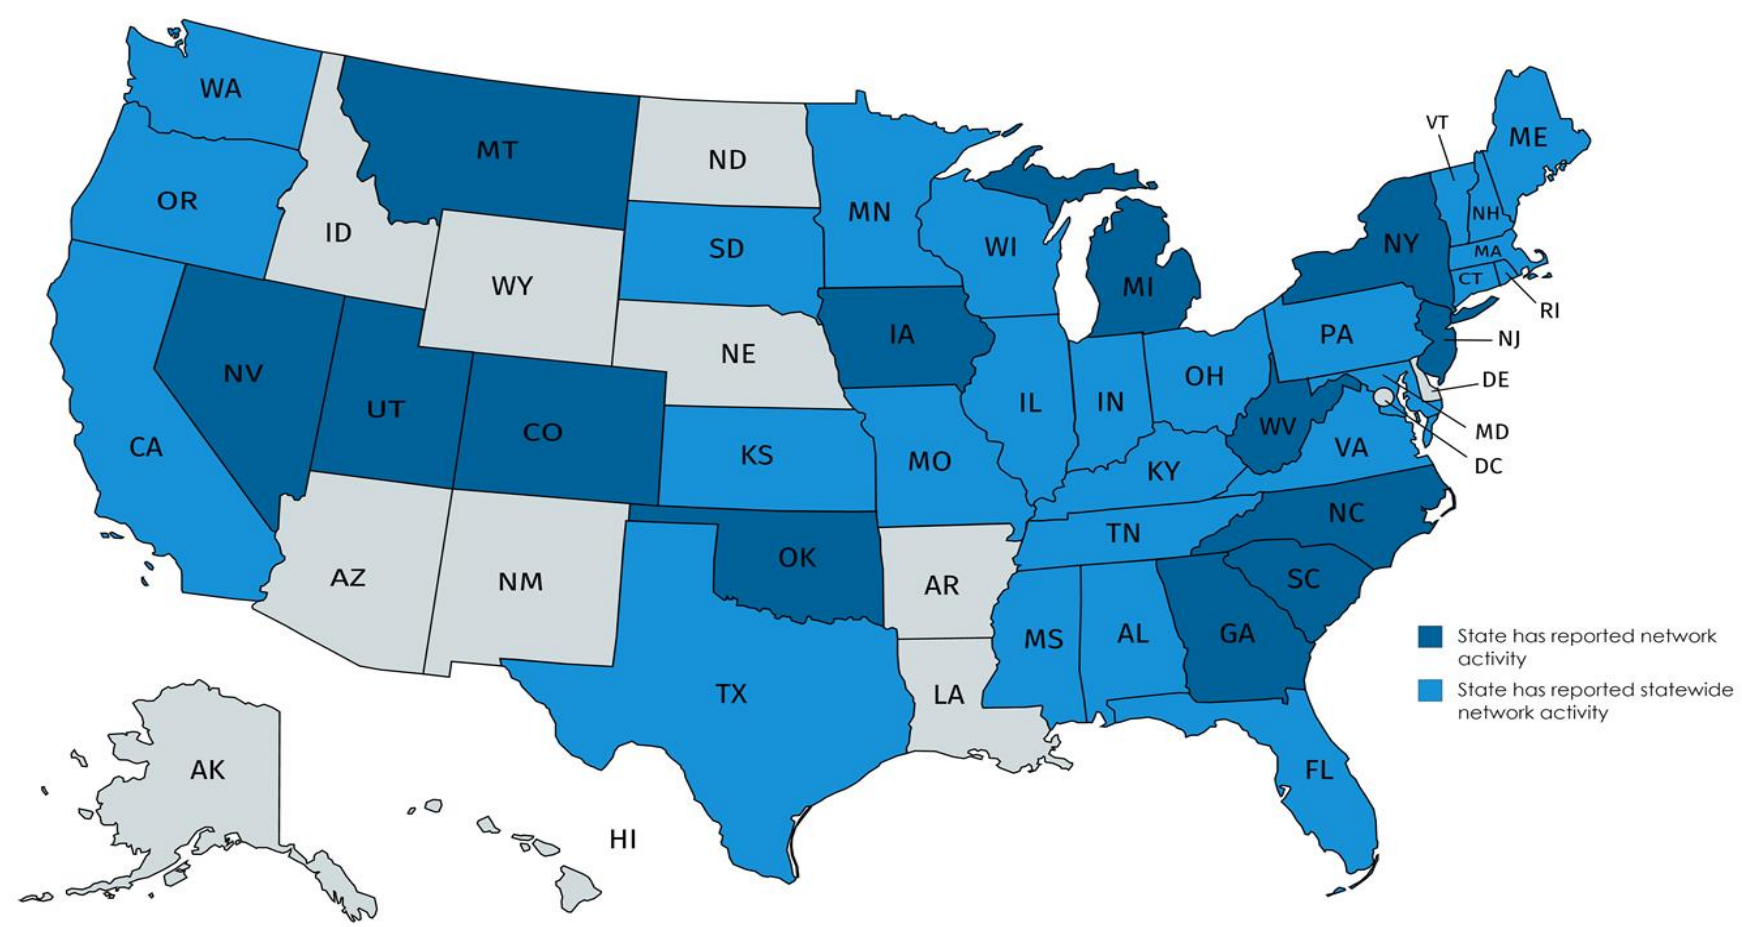 WA
MT
ND
OR
ID
WY
SD
MN
WI
MI
VT
ME
NH
NY
MA
CT
RI
NJ
PA
DE
MD
DC
NV
UT
CO
NE
IA
IL
IN
OH
WV
VA
CA
KS
MO
KY
NC
TN
AZ
NM
OK
AR
SC
MS
AL
GA
TX
LA
FL
AK
HI
State has reported network
activity
State has reported statewide
network activity